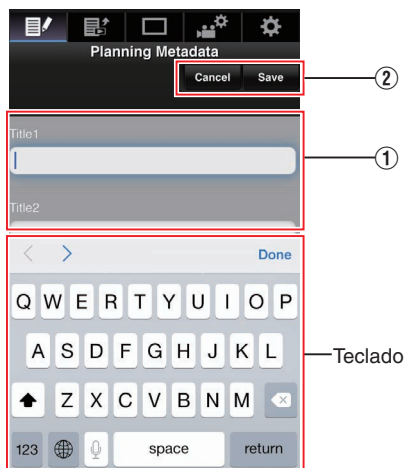 Planning Metadata
Cancel Save ②
Title1
①
Title2
Done
Q W E R T Y U I O P
A S D F G H J K L
Teclado
Z X C V B N M
123 space return